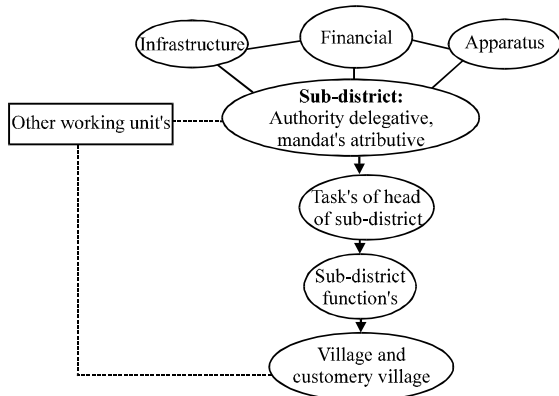 Infrastructure
Financial
Apparatus
Sub-district:
Authority delegative,
mandat's atributive
Other working unit's
Task's of head
of sub-district
Sub-district
function's
Village and
customery village